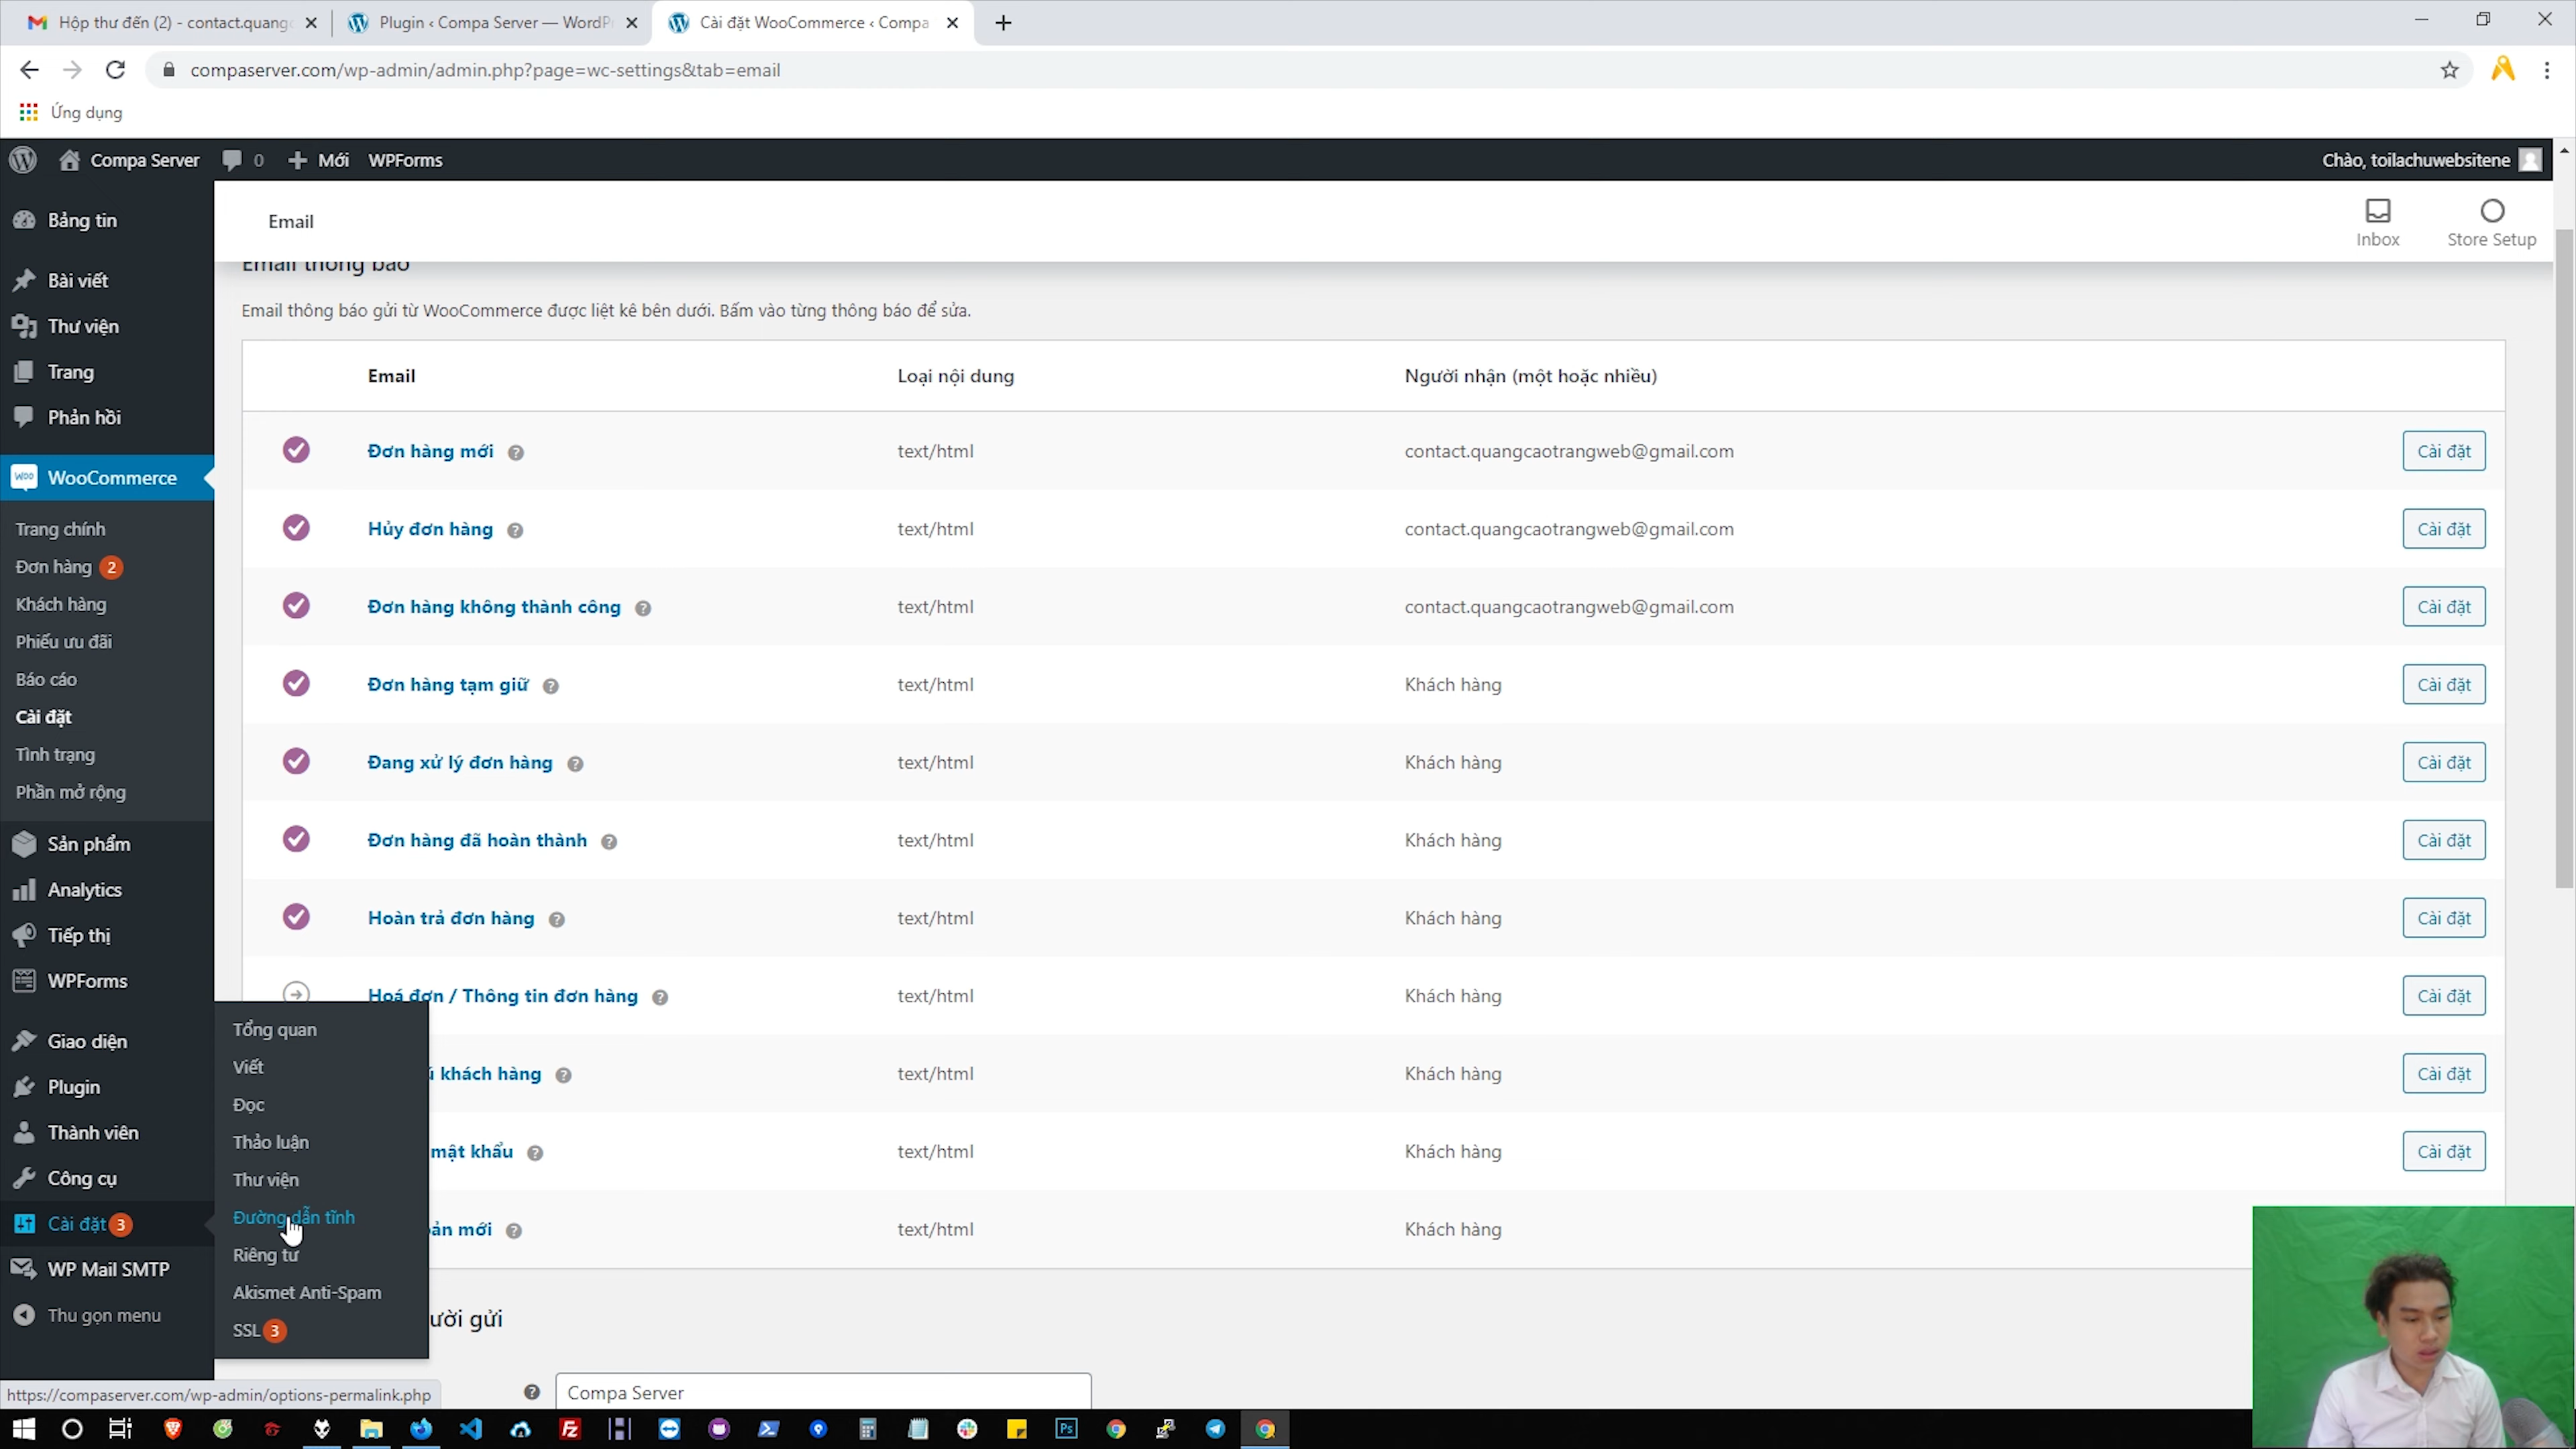 Hộp thư đến (2) - contact.quangc
Plugin ‹ Compa Server — WordP
Cài đặt WooCommerce ‹ Compa
compaserver.com/wp-admin/admin.php?page=wc-settings&tab=email
Ứng dụng
Compa Server
0
Mới
WPForms
Chào, toilachuwebsitene
Bảng tin
Bài viết
Thư viện
Trang
Phản hồi
WooCommerce
Trang chính
Đơn hàng 2
Khách hàng
Phiếu ưu đãi
Báo cáo
Cài đặt
Tình trạng
Phần mở rộng
Sản phẩm
Analytics
Tiếp thị
WPForms
Giao diện
Plugin
Thành viên
Công cụ
Cài đặt 3
WP Mail SMTP
Thu gọn menu
Tổng quan
Viết
Đọc
Thảo luận
Thư viện
Đường dẫn tĩnh
Riêng tư
Akismet Anti-Spam
SSL 3
Email
Inbox
Store Setup
Email thông báo
Email thông báo gửi từ WooCommerce được liệt kê bên dưới. Bấm vào từng thông báo để sửa.
Email Loại nội dung Người nhận (một hoặc nhiều)
Đơn hàng mới text/html contact.quangcaotrangweb@gmail.com Cài đặt
Hủy đơn hàng text/html contact.quangcaotrangweb@gmail.com Cài đặt
Đơn hàng không thành công text/html contact.quangcaotrangweb@gmail.com Cài đặt
Đơn hàng tạm giữ text/html Khách hàng Cài đặt
Đang xử lý đơn hàng text/html Khách hàng Cài đặt
Đơn hàng đã hoàn thành text/html Khách hàng Cài đặt
Hoàn trả đơn hàng text/html Khách hàng Cài đặt
Hoá đơn / Thông tin đơn hàng text/html Khách hàng Cài đặt
khách hàng text/html Khách hàng Cài đặt
mật khẩu text/html Khách hàng Cài đặt
mới text/html Khách hàng
gửi
Compa Server
https://compaserver.com/wp-admin/options-permalink.php